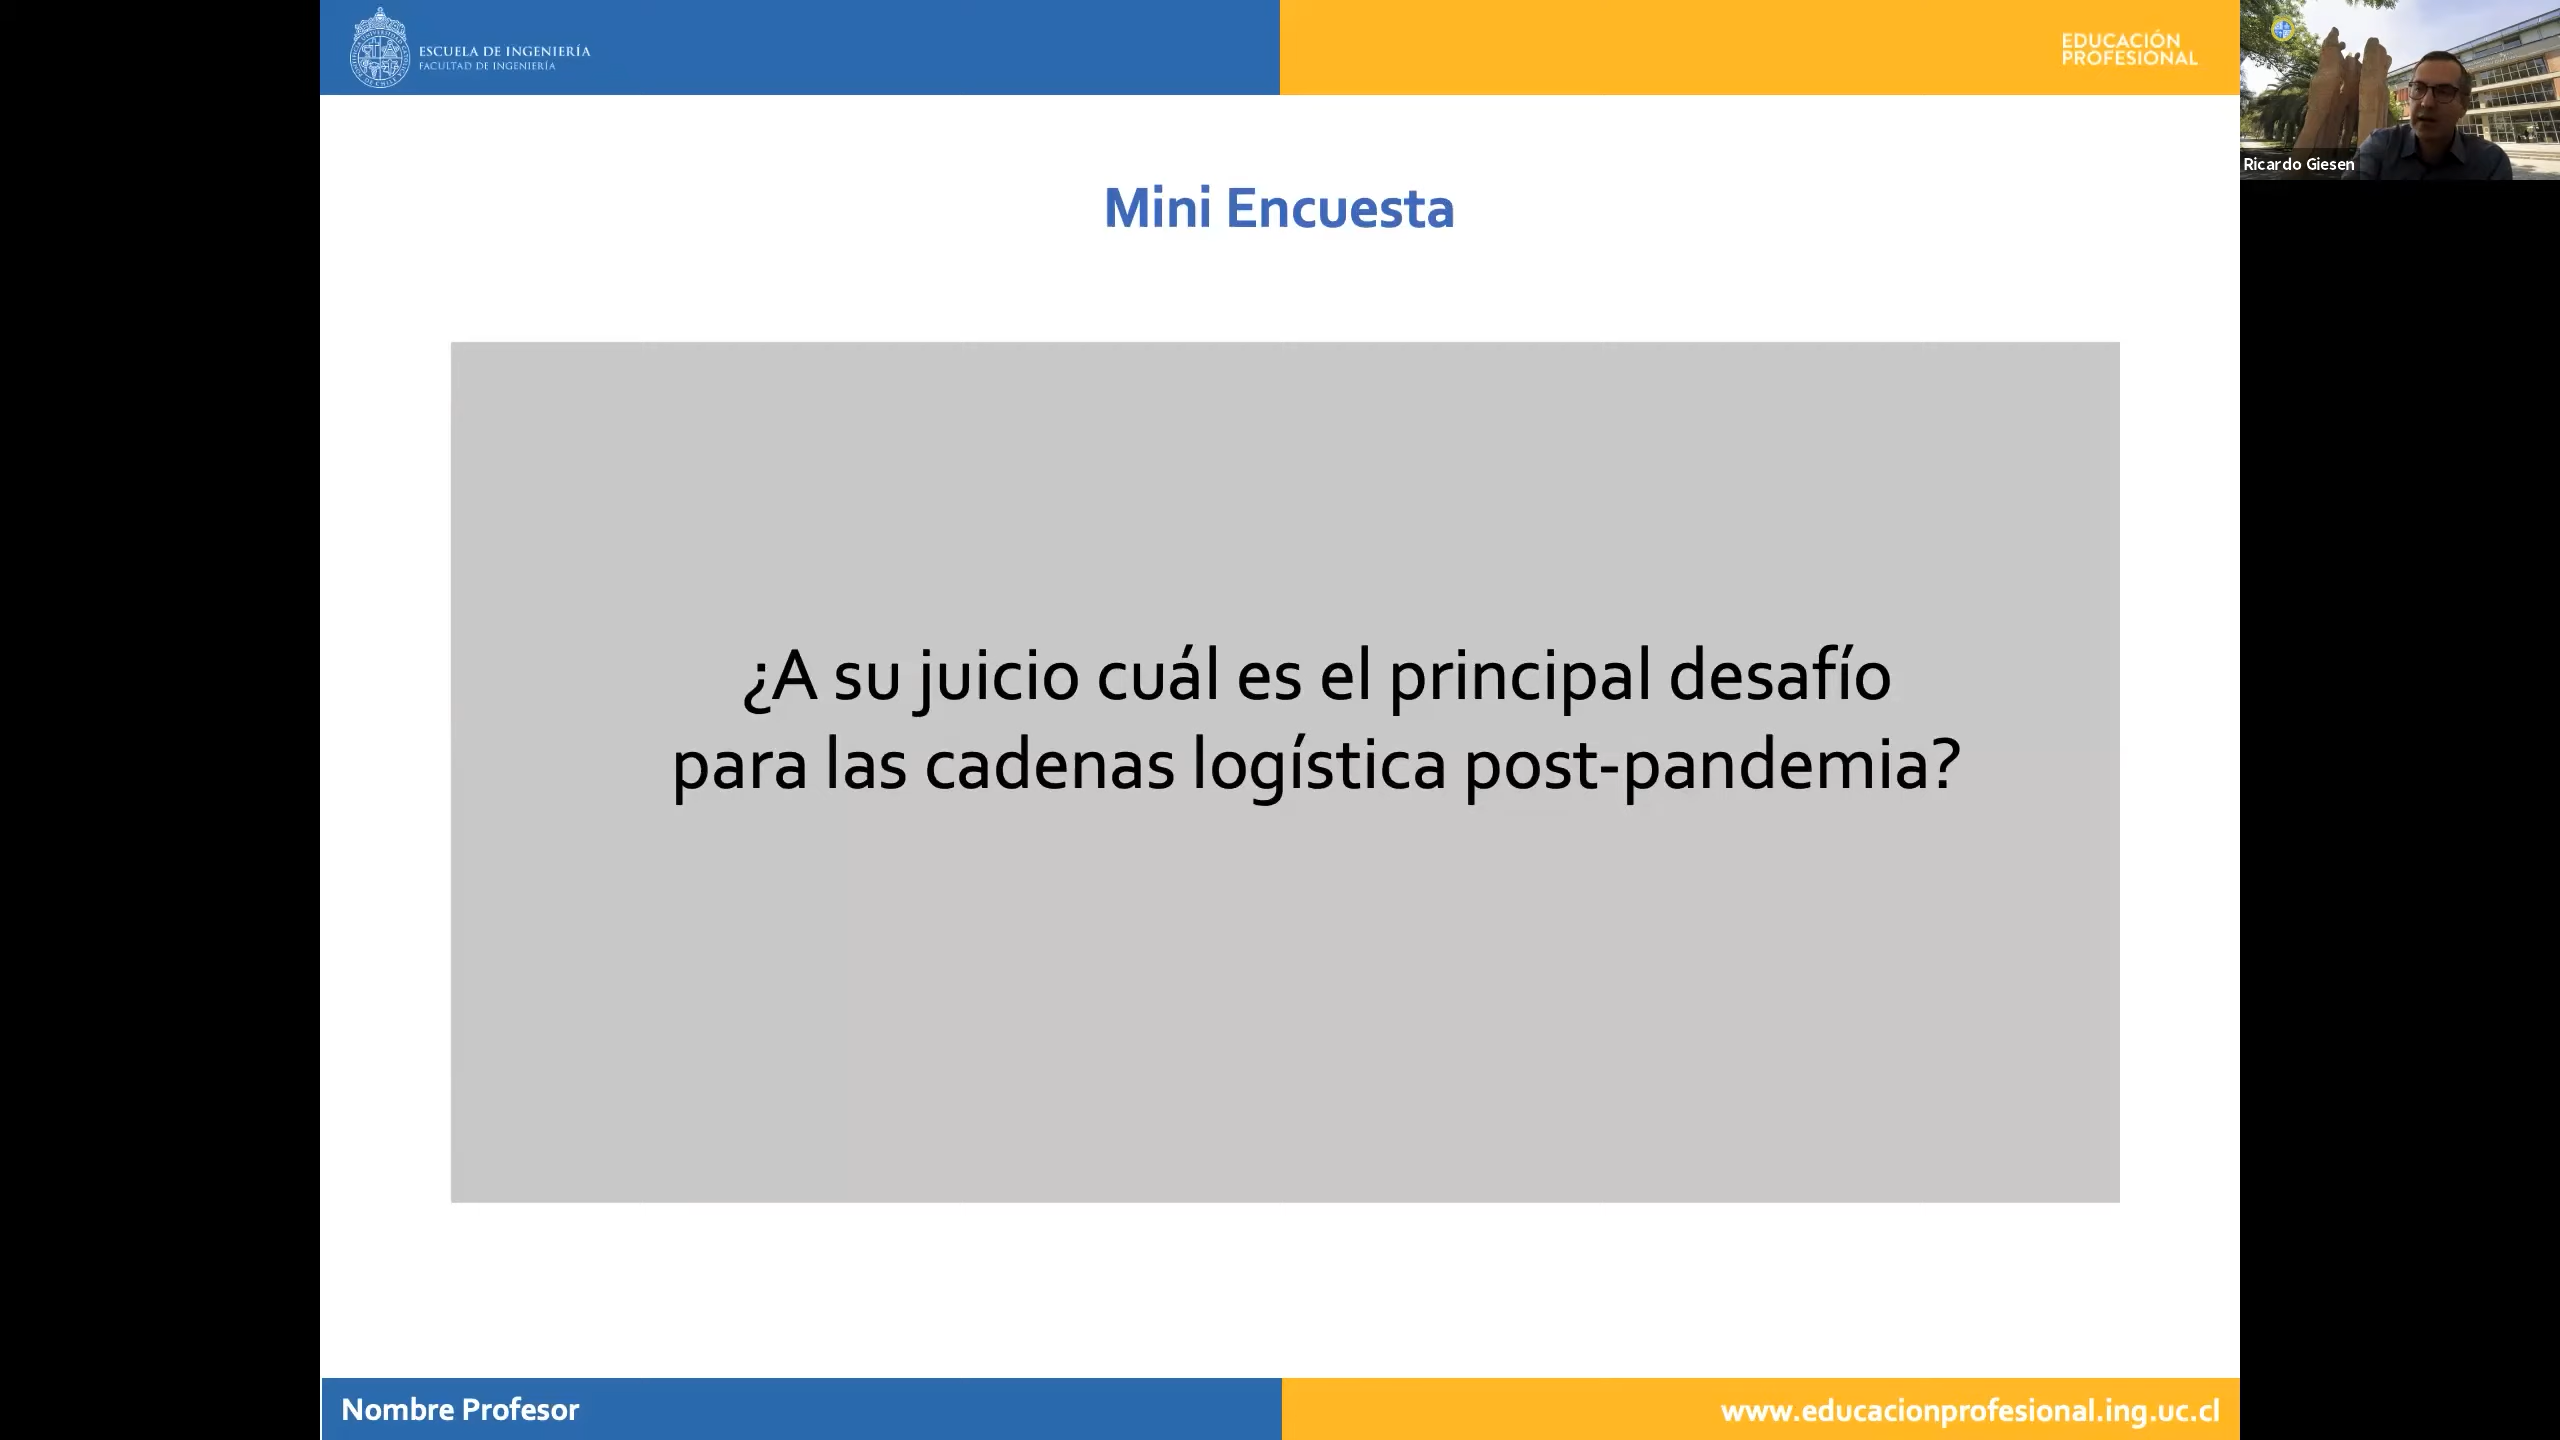 ESCUELA DE INGENIERÍA
FACULTAD DE INGENIERÍA
EDUCACIÓN
PROFESIONAL
Ricardo Giesen
Mini Encuesta
¿A su juicio cuál es el principal desafío
para las cadenas logística post-pandemia?
Nombre Profesor
www.educacionprofesional.ing.uc.cl